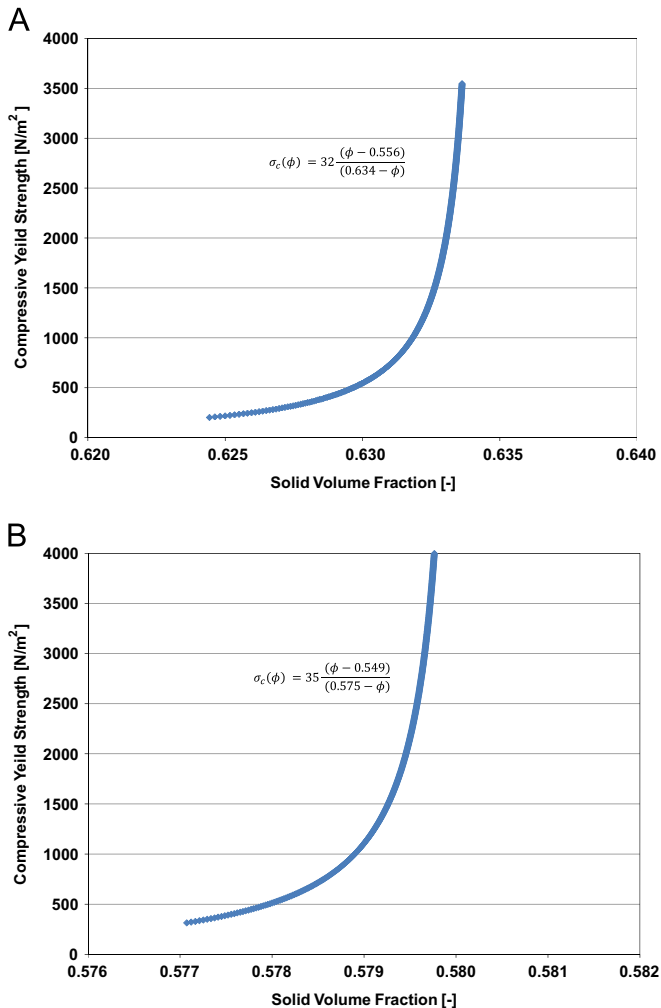 A
Compressive Yeild Strength [N/m²]
4000
3500
3000
2500
2000
1500
1000
500
0
σ_c(ϕ) = 32 (ϕ − 0.556)/(0.634 − ϕ)
0.620 0.625 0.630 0.635 0.640
Solid Volume Fraction [-]
B
Compressive Yeild Strength [N/m²]
4000
3500
3000
2500
2000
1500
1000
500
0
σ_c(ϕ) = 35 (ϕ − 0.549)/(0.575 − ϕ)
0.576 0.577 0.578 0.579 0.580 0.581 0.582
Solid Volume Fraction [-]